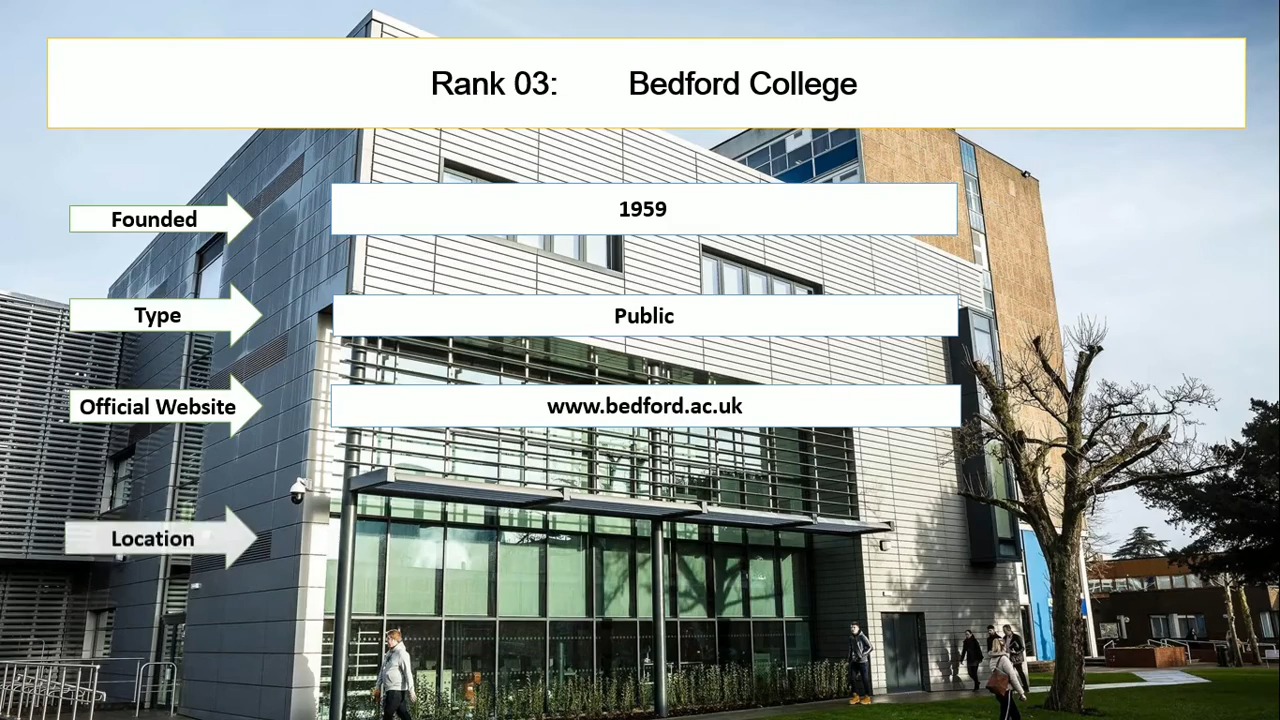 Rank 03: Bedford College
Founded
1959
Type
Public
Official Website
www.bedford.ac.uk
Location